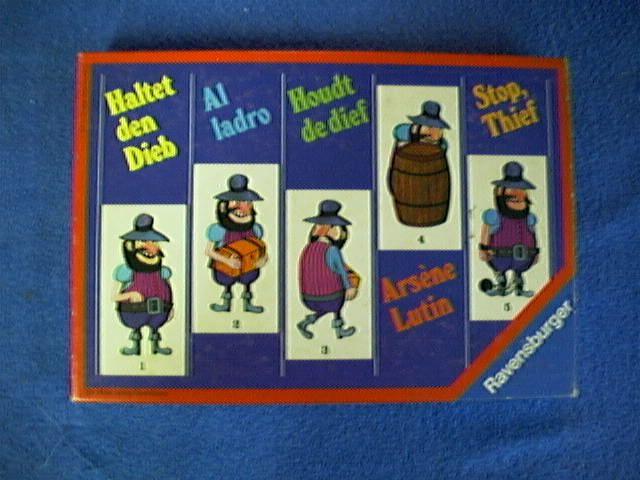 Haltet
den
Dieb
Al
ladro
Houdt
de dief
Stop,
Thief
Arsène
Lutin
1
2
3
4
5
Ravensburger